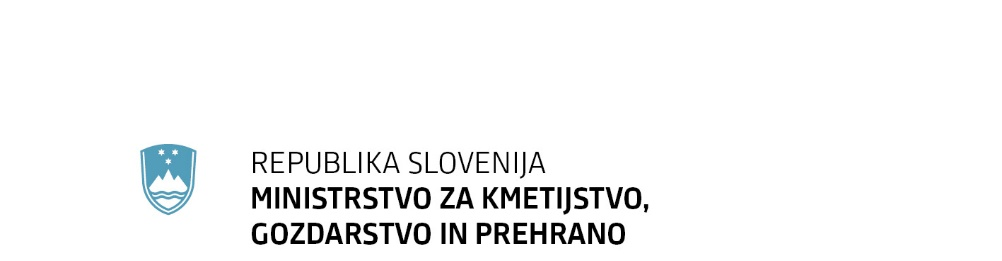 REPUBLIKA SLOVENIJA
MINISTRSTVO ZA KMETIJSTVO,
GOZDARSTVO IN PREHRANO